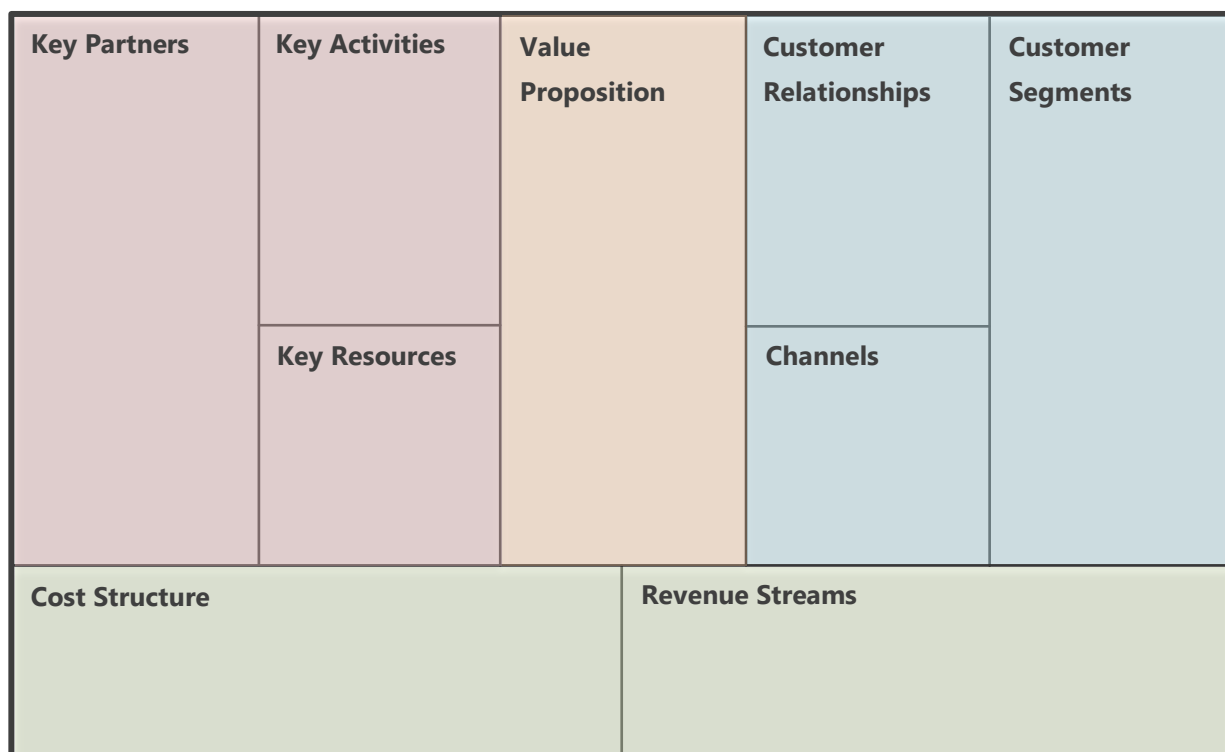 Key Partners
Key Activities
Value
Proposition
Customer
Relationships
Customer
Segments
Key Resources
Channels
Cost Structure
Revenue Streams